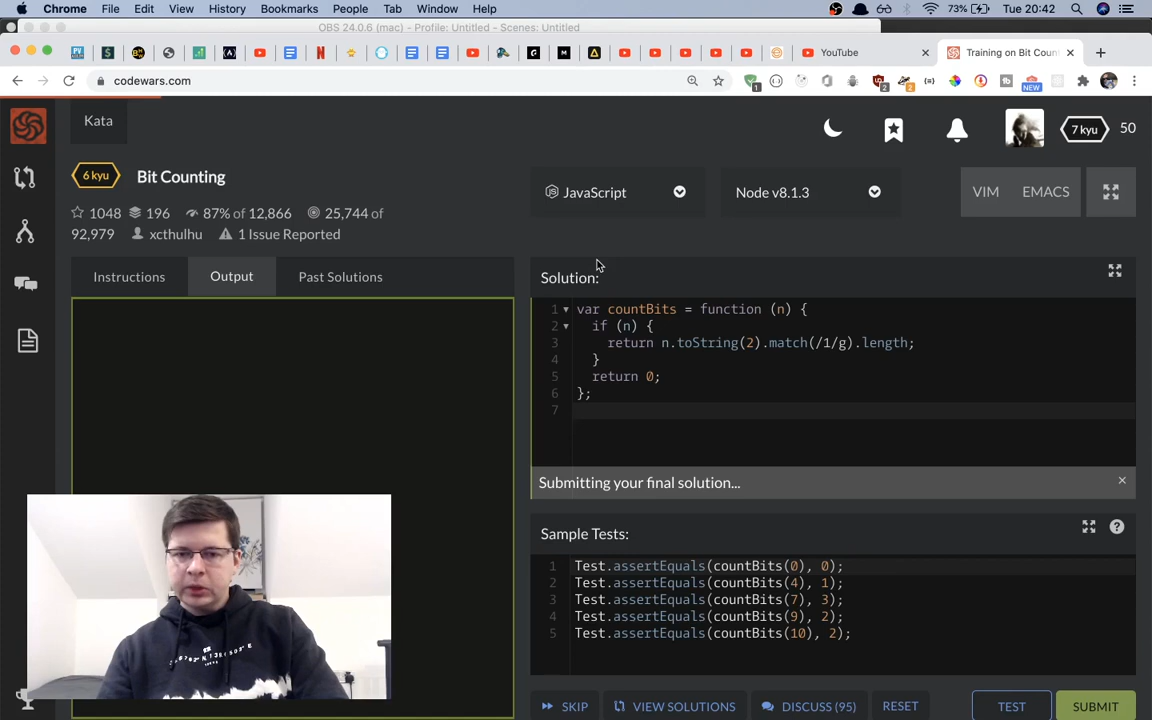 Chrome File Edit View History Bookmarks People Tab Window Help 73% Tue 20:42
OBS 24.0.6 (mac) - Profile: Untitled - Scenes: Untitled
YouTube Training on Bit Count
codewars.com
NEW
Kata
7 kyu 50
6 kyu Bit Counting
JavaScript Node v8.1.3 VIM EMACS
1048 196 87% of 12,866 25,744 of
92,979 xcthulhu 1 Issue Reported
Instructions Output Past Solutions
Solution:
1 var countBits = function (n) {
2 if (n) {
3 return n.toString(2).match(/1/g).length;
4 }
5 return 0;
6 };
7
Submitting your final solution...
Sample Tests:
1 Test.assertEquals(countBits(0), 0);
2 Test.assertEquals(countBits(4), 1);
3 Test.assertEquals(countBits(7), 3);
4 Test.assertEquals(countBits(9), 2);
5 Test.assertEquals(countBits(10), 2);
SKIP VIEW SOLUTIONS DISCUSS (95) RESET TEST SUBMIT